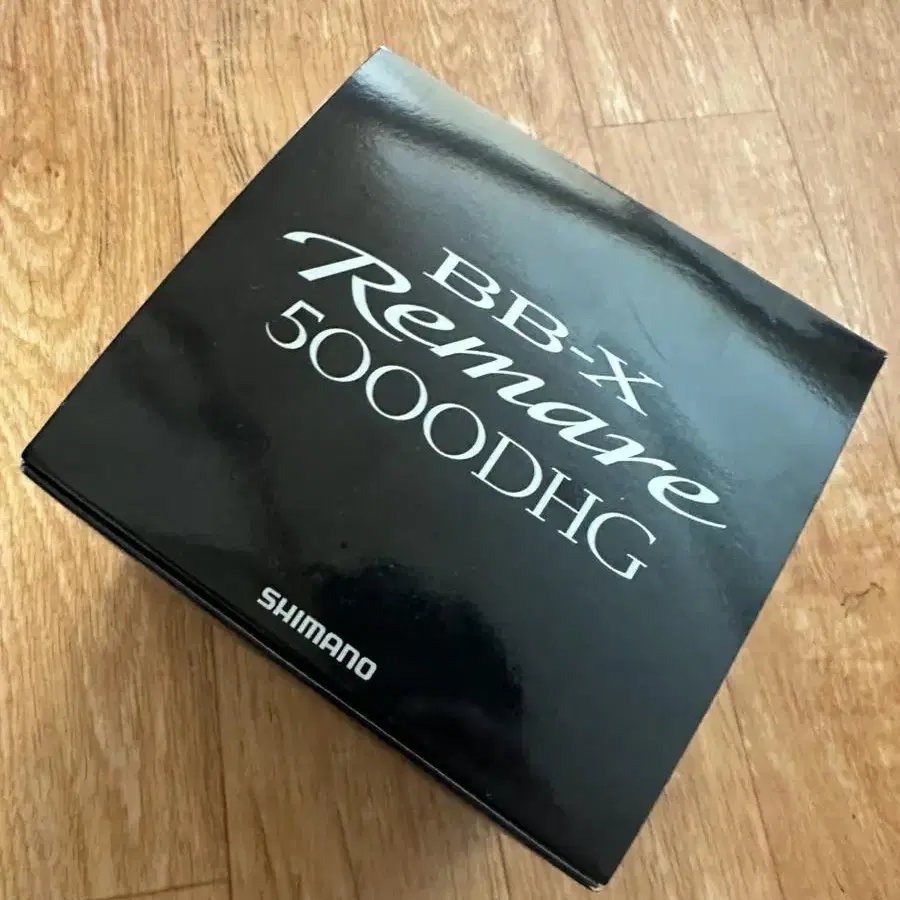 BB-X
Remare
5000DHG
SHIMANO